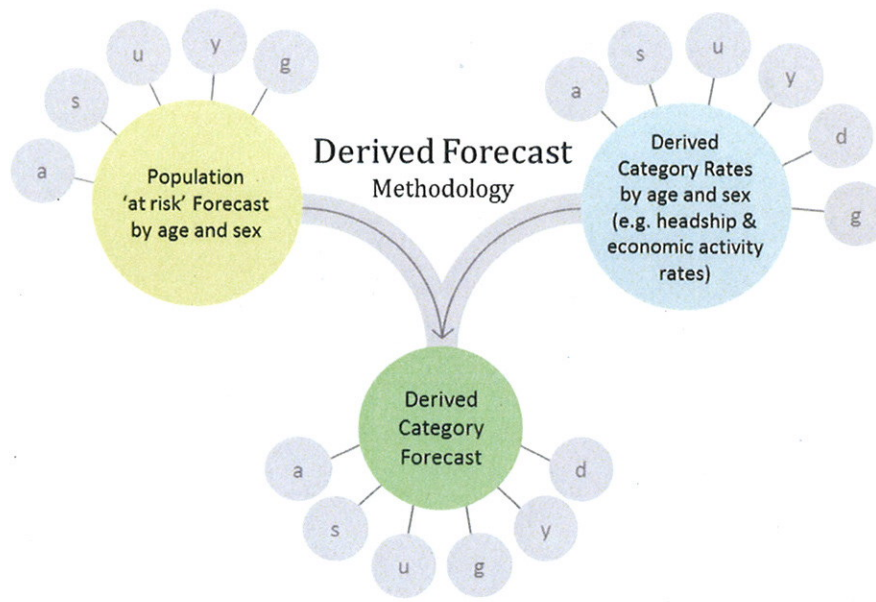 a
s
u
y
g
Population
‘at risk’ Forecast
by age and sex
Derived Forecast
Methodology
a
s
u
y
d
g
Derived
Category Rates
by age and sex
(e.g. headship &
economic activity
rates)
Derived
Category
Forecast
a
s
u
g
y
d